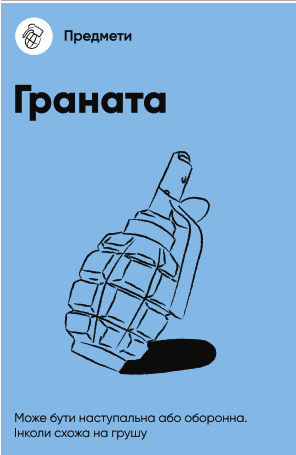 Предмети
Граната
Може бути наступальна або оборонна.
Інколи схожа на грушу